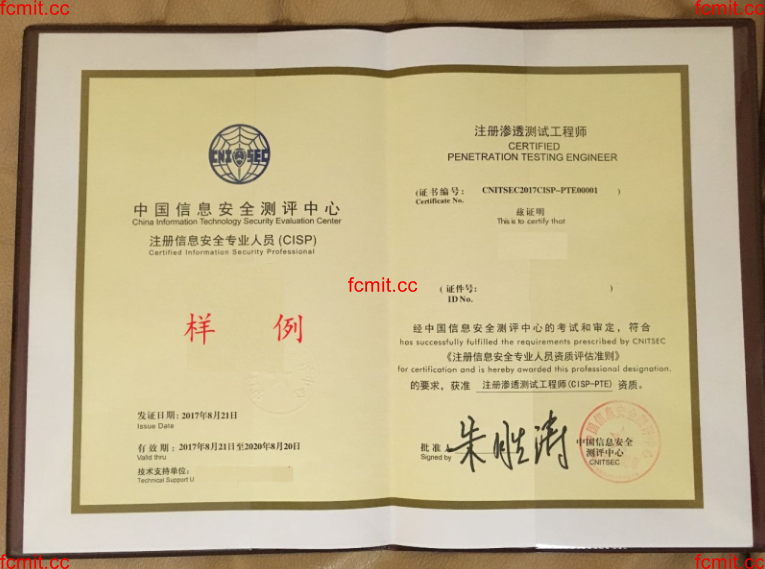 fcmit.cc
fcmit.cc
CNITSEC
中国信息安全测评中心
China Information Technology Security Evaluation Center
注册信息安全专业人员(CISP)
Certified Information Security Professional
样 例
发证日期:2017年8月21日
Issue Date
有效期:2017年8月21日至2020年8月20日
Valid thru
技术支持单位:
Technical Support U
注册渗透测试工程师
CERTIFIED
PENETRATION TESTING ENGINEER
(证书编号: CNITSEC2017CISP-PTE00001 )
Certificate No.
兹证明
This is to certify that
fcmit.cc
(证件号: )
ID No.
经中国信息安全测评中心的考试和审定,符合
has successfully fulfilled the requirements prescribed by CNITSEC
《注册信息安全专业人员资质评估准则》
for certification and is hereby awarded this professional designation.
的要求,获准 注册渗透测试工程师(CISP-PTE) 资质。
批准人
Signed by
朱胜涛
中国信息安全
测评中心
CNITSEC
fcmit.cc
fcmit.cc